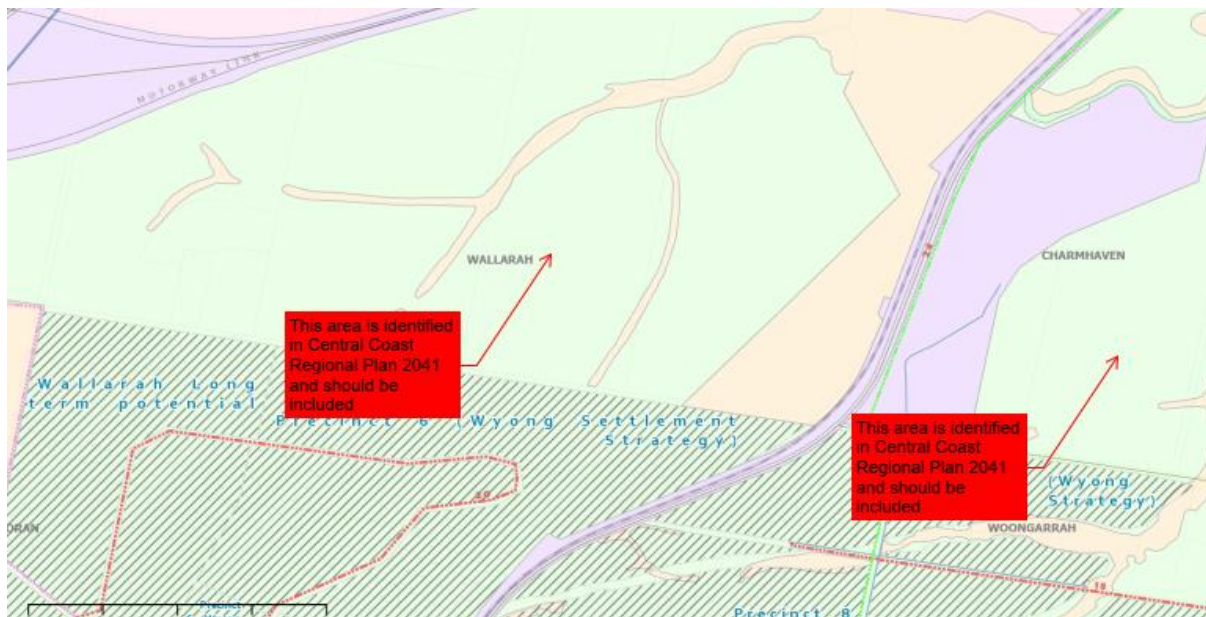 MOTORWAY LINK
WALLARAH
CHARMHAVEN
This area is identified
in Central Coast
Regional Plan 2041
and should be
included
Wallarah Long
term potential
Precinct 6 (Wyong Settlement
Strategy)
This area is identified
in Central Coast
Regional Plan 2041
and should be
included
(Wyong
Strategy)
WOONGARRAH
Precinct
Precinct 8